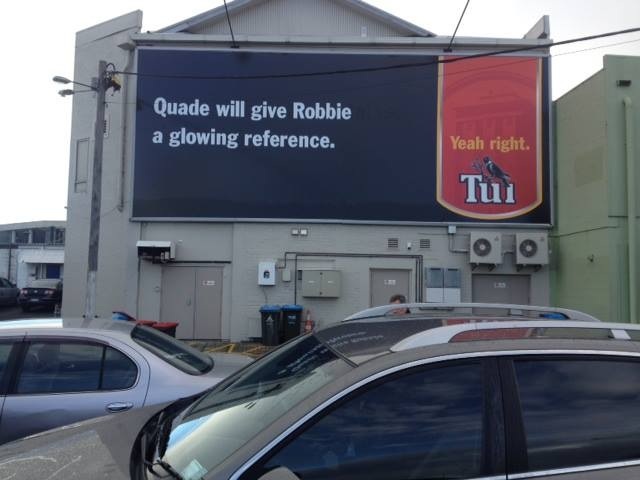 Quade will give Robbie
a glowing reference.
Yeah right.
Tui